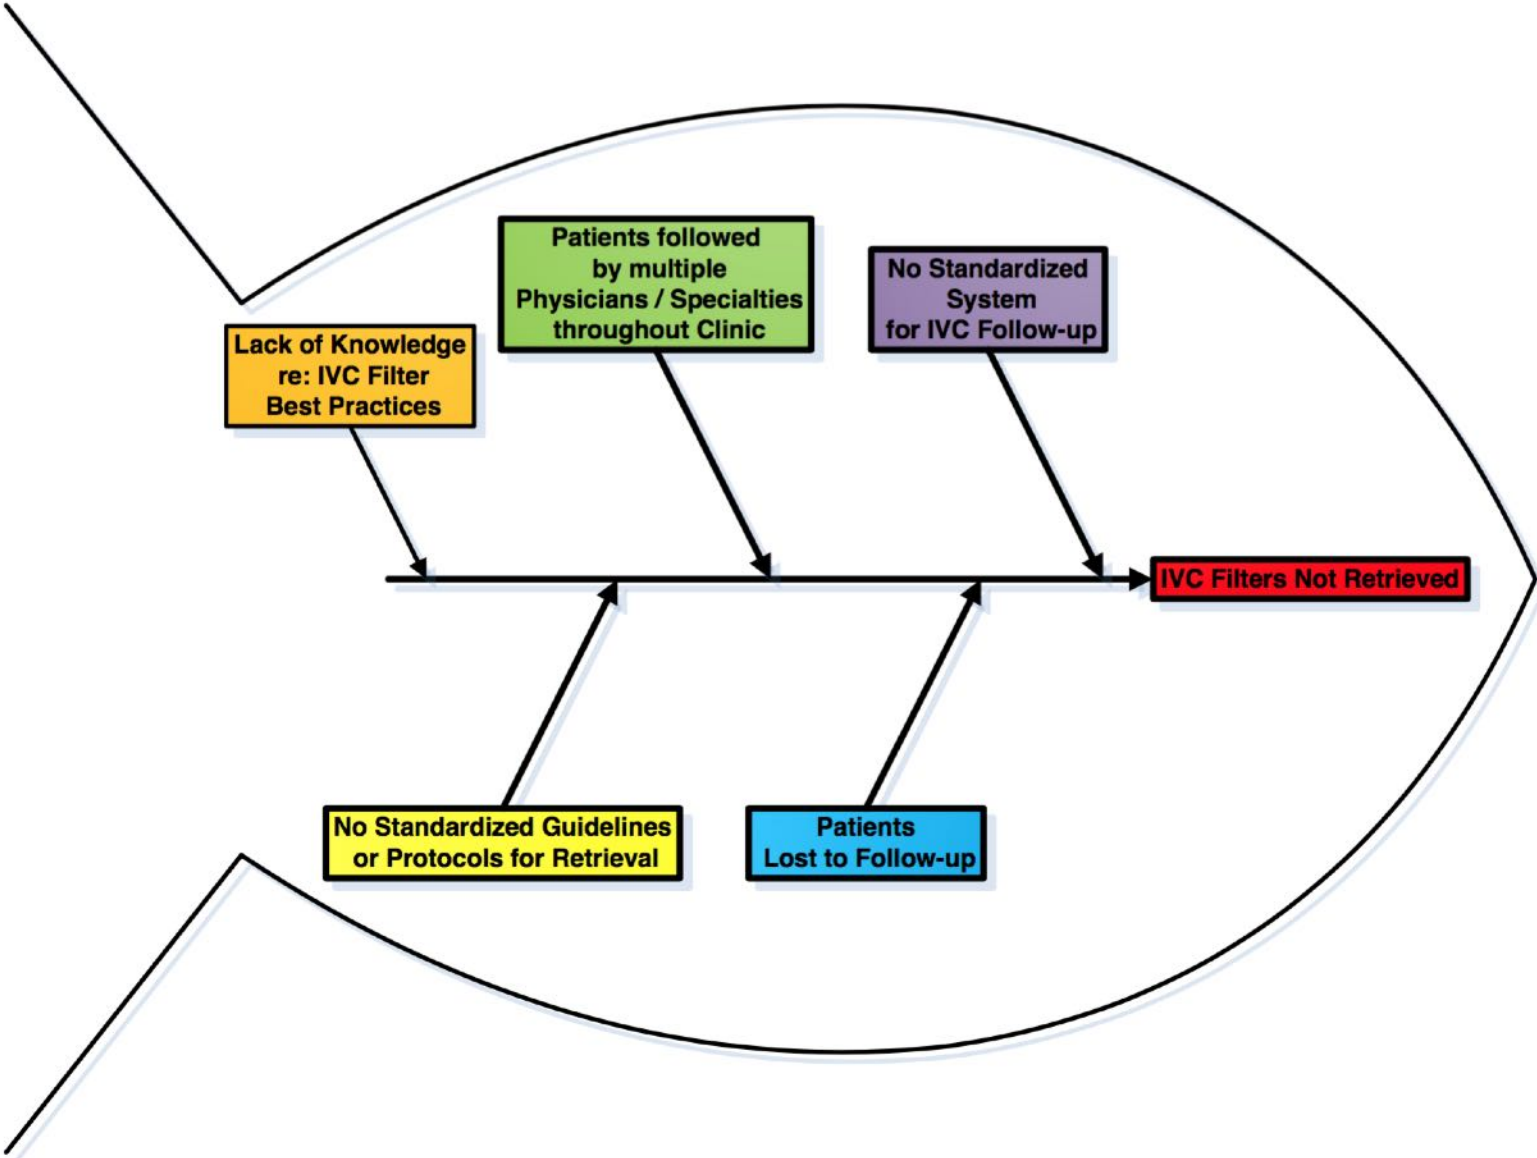 Patients followed
by multiple
Physicians / Specialties
throughout Clinic
No Standardized
System
for IVC Follow-up
Lack of Knowledge
re: IVC Filter
Best Practices
IVC Filters Not Retrieved
No Standardized Guidelines
or Protocols for Retrieval
Patients
Lost to Follow-up